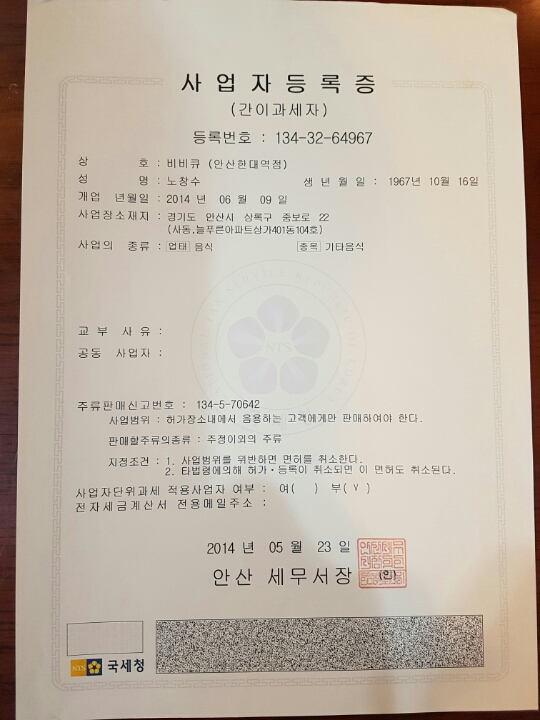 사업자등록증
(간이과세자)
등록번호 : 134-32-64967
상 호 : 비비큐 (안산한대역점)
성 명 : 노창수 생 년 월 일 : 1967년 10월 16일
개업 년월일 : 2014 년 06 월 09 일
사업장소재지 : 경기도 안산시 상록구 중보로 22
(사동,늘푸른아파트상가401동104호)
사업의 종류 : [업태] 음식 [종목] 기타음식
교 부 사 유 :
공동 사업자 :
주류판매신고번호 : 134-5-70642
사업범위 : 허가장소내에서 음용하는 고객에게만 판매하여야 한다.
판매할주류의종류 : 주정이외의 주류
지정조건 : 1. 사업범위를 위반하면 면허를 취소한다.
2. 타법령에의해 허가·등록이 취소되면 이 면허도 취소된다.
사업자단위과세 적용사업자 여부 : 여( ) 부(√)
전자세금계산서 전용메일주소 :
2014 년 05 월 23 일
안산 세무서장 (인)
NTS 국세청